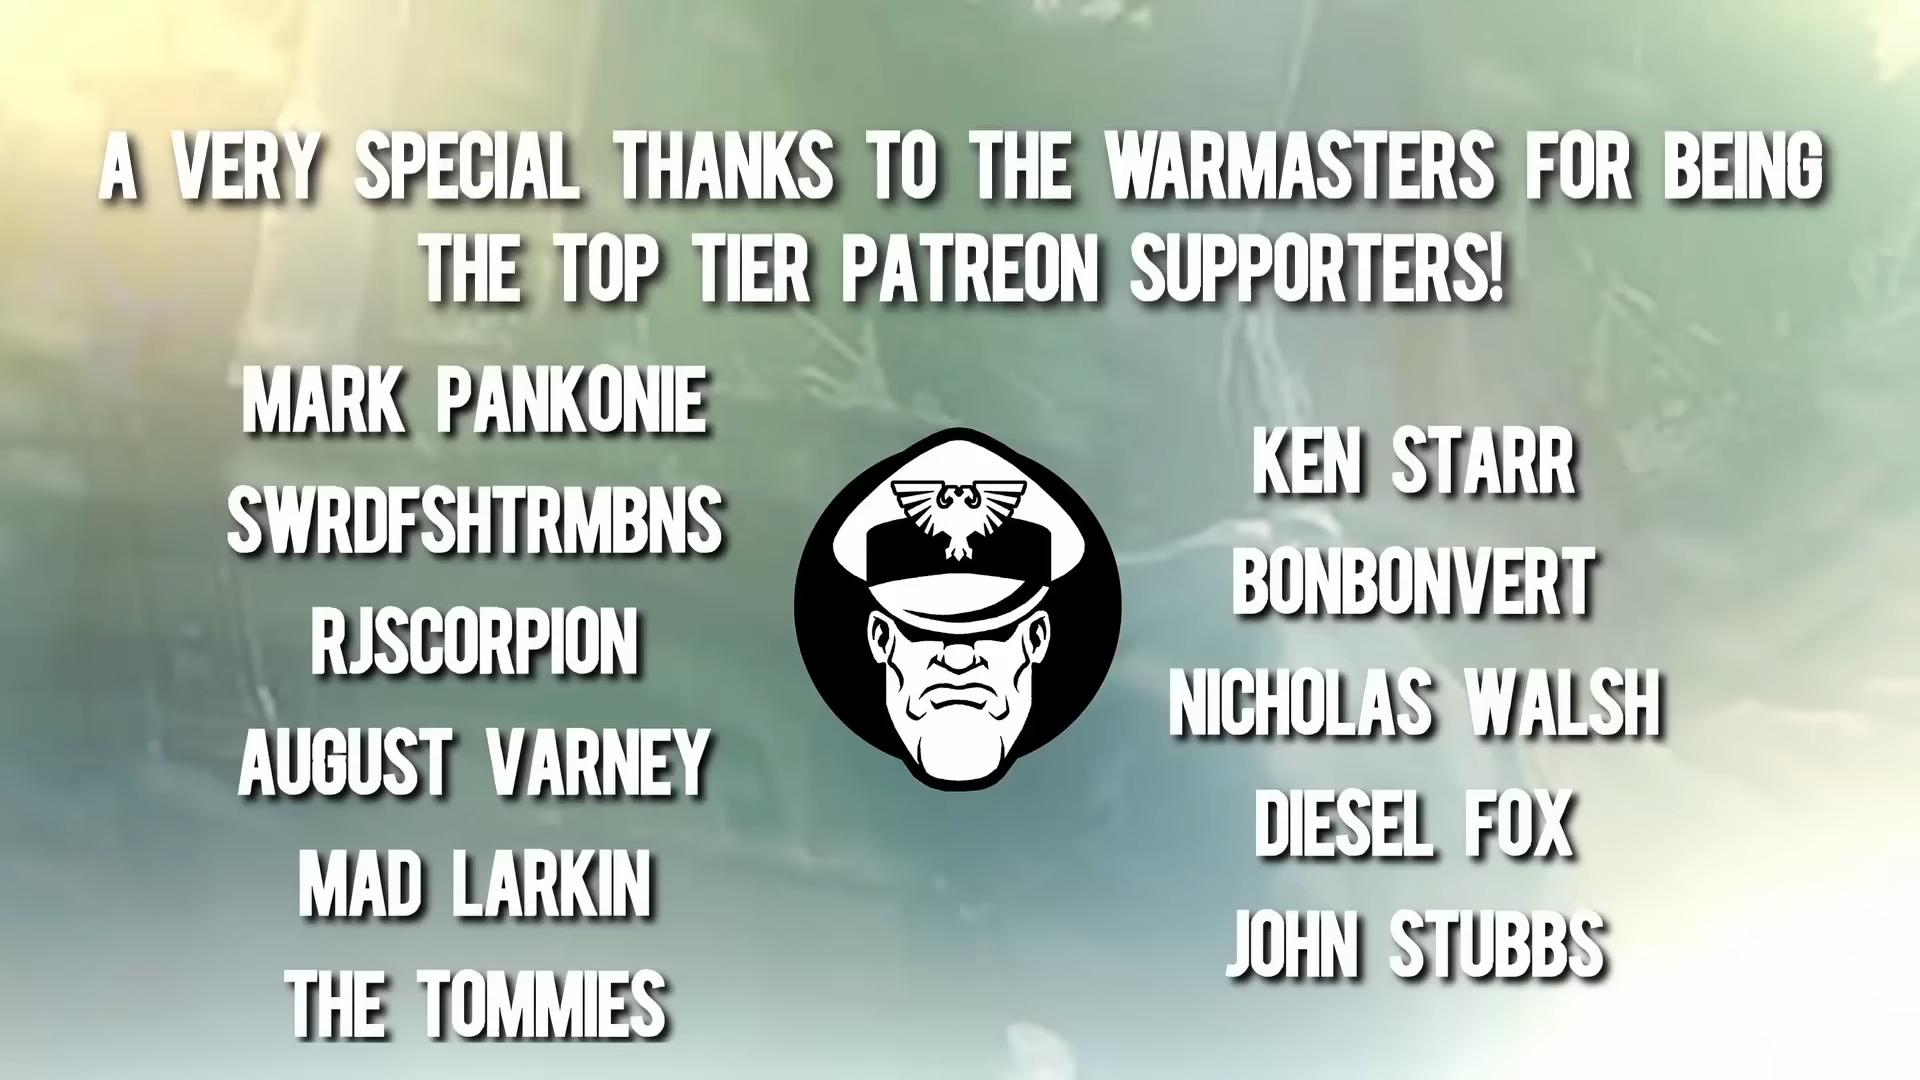 A VERY SPECIAL THANKS TO THE WARMASTERS FOR BEING
THE TOP TIER PATREON SUPPORTERS!
MARK PANKONIE
SWRDFSHTRMBNS
RJSCORPION
AUGUST VARNEY
MAD LARKIN
THE TOMMIES
KEN STARR
BONBONVERT
NICHOLAS WALSH
DIESEL FOX
JOHN STUBBS